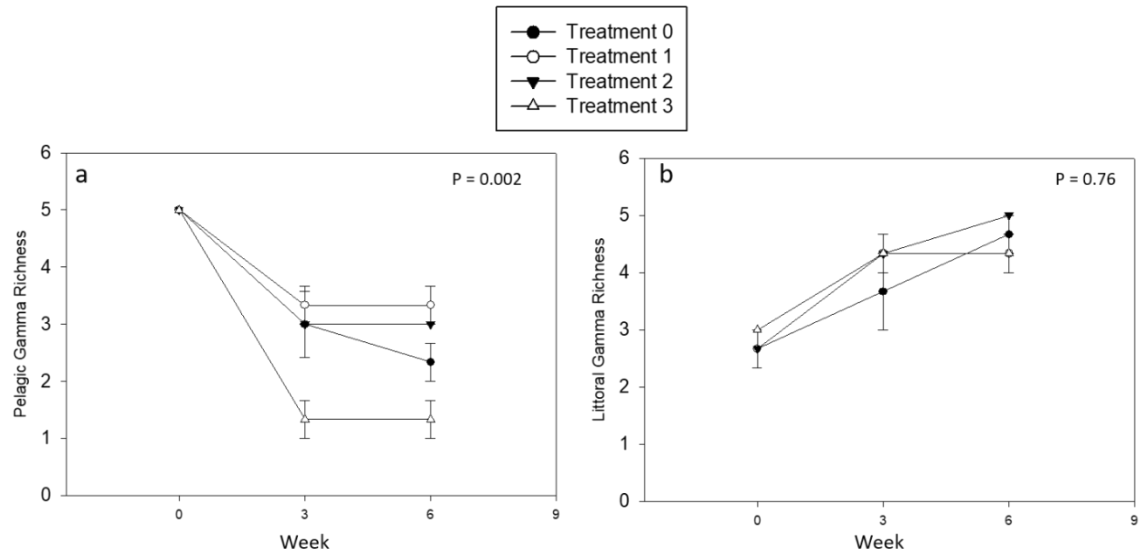 Treatment 0
Treatment 1
Treatment 2
Treatment 3
a
P = 0.002
Pelagic Gamma Richness
6
5
4
3
2
1
0
0 3 6 9
Week
b
P = 0.76
Littoral Gamma Richness
6
5
4
3
2
1
0
0 3 6 9
Week